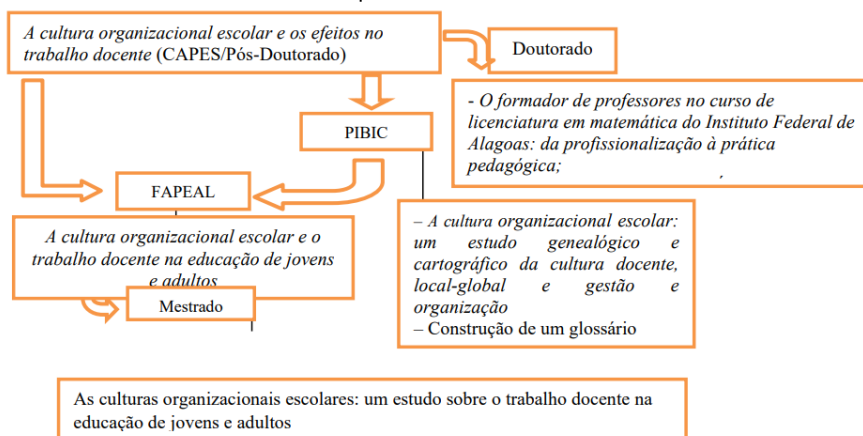 A cultura organizacional escolar e os efeitos no
trabalho docente (CAPES/Pós-Doutorado)
Doutorado
- O formador de professores no curso de
licenciatura em matemática do Instituto Federal de
Alagoas: da profissionalização à prática
pedagógica;
PIBIC
FAPEAL
A cultura organizacional escolar e o
trabalho docente na educação de jovens
e adultos
Mestrado
– A cultura organizacional escolar:
um estudo genealógico e
cartográfico da cultura docente,
local-global e gestão e
organização
– Construção de um glossário
As culturas organizacionais escolares: um estudo sobre o trabalho docente na
educação de jovens e adultos